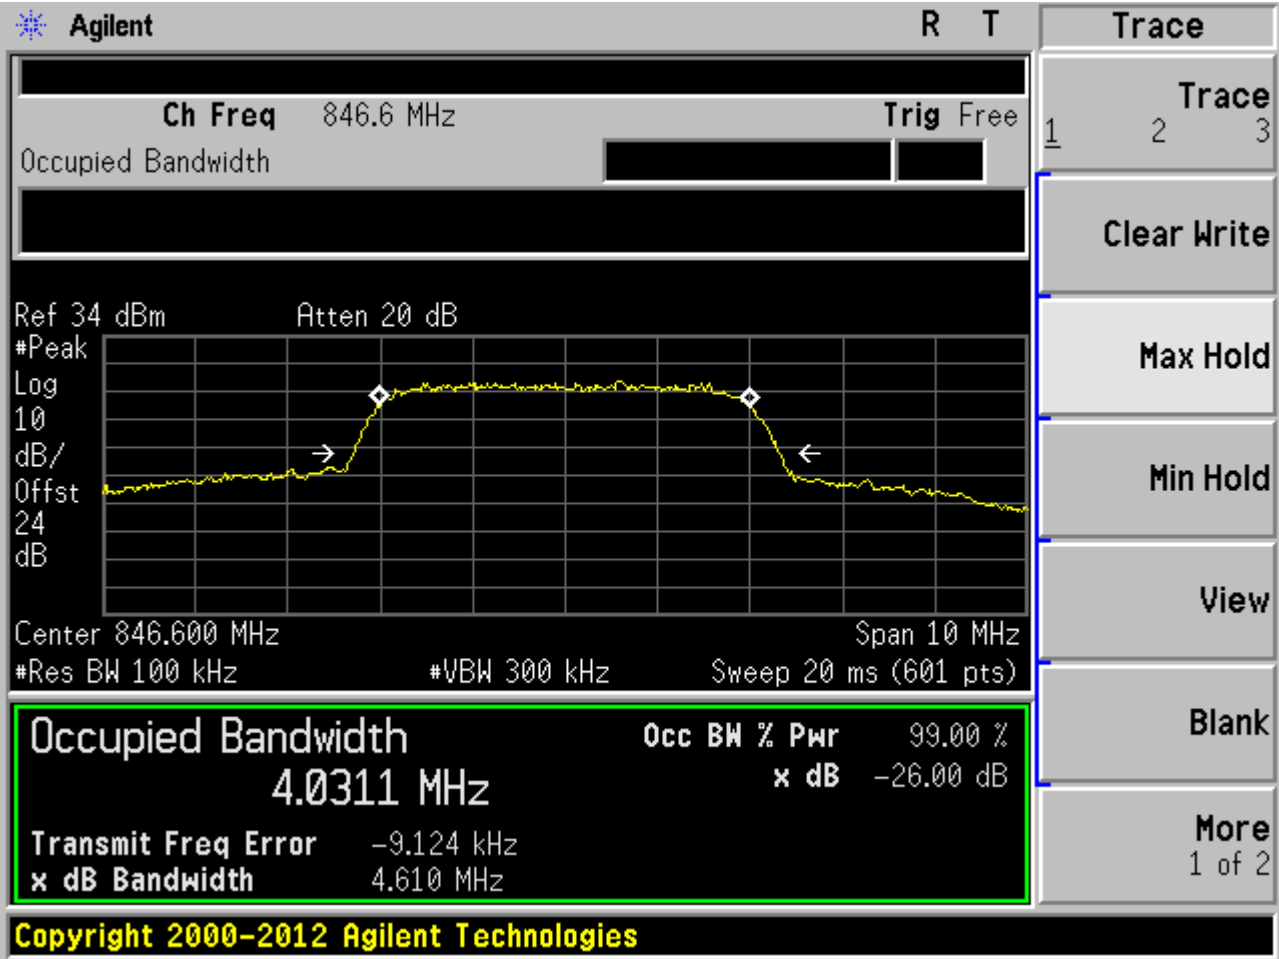 Agilent R T Trace
Ch Freq 846.6 MHz Trig Free
Occupied Bandwidth
Trace
1 2 3
Clear Write
Max Hold
Min Hold
View
Blank
More
1 of 2
Ref 34 dBm Atten 20 dB
#Peak
Log
10
dB/
Offst
24
dB
Center 846.600 MHz Span 10 MHz
#Res BW 100 kHz #VBW 300 kHz Sweep 20 ms (601 pts)
Occupied Bandwidth Occ BW % Pwr 99.00 %
4.0311 MHz x dB -26.00 dB
Transmit Freq Error -9.124 kHz
x dB Bandwidth 4.610 MHz
Copyright 2000-2012 Agilent Technologies